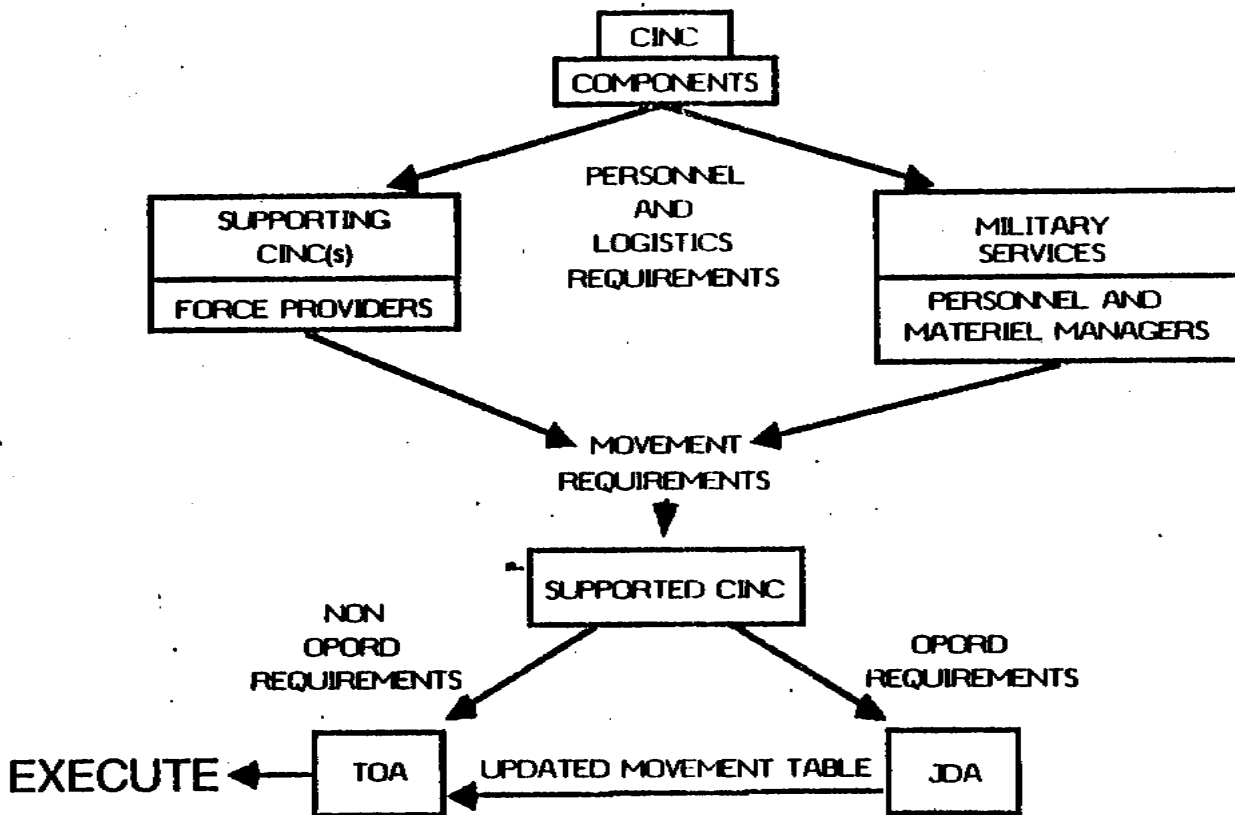 CINC
COMPONENTS
PERSONNEL
AND
LOGISTICS
REQUIREMENTS
SUPPORTING
CINC(s)
FORCE PROVIDERS
MILITARY
SERVICES
PERSONNEL AND
MATERIEL MANAGERS
MOVEMENT
REQUIREMENTS
SUPPORTED CINC
NON
OPORD
REQUIREMENTS
OPORD
REQUIREMENTS
EXECUTE
TOA
UPDATED MOVEMENT TABLE
JDA